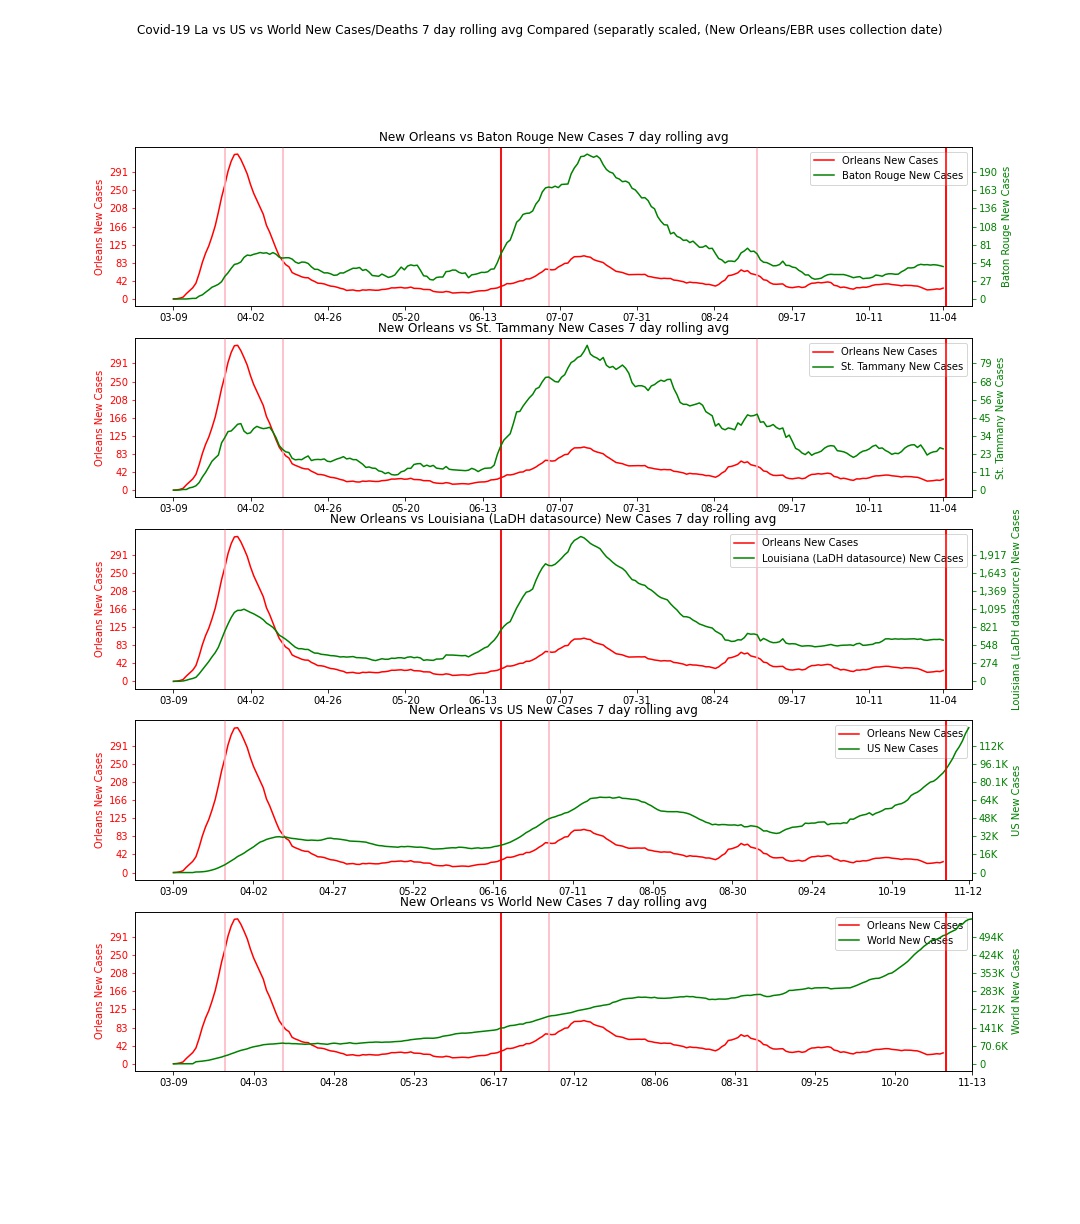 Covid-19 La vs US vs World New Cases/Deaths 7 day rolling avg Compared (separatly scaled, (New Orleans/EBR uses collection date)
New Orleans vs Baton Rouge New Cases 7 day rolling avg
Orleans New Cases
Baton Rouge New Cases
291
250
208
166
125
83
42
0
Orleans New Cases
190
163
136
108
81
54
27
0
Baton Rouge New Cases
03-09 04-02 04-26 05-20 06-13 07-07 07-31 08-24 09-17 10-11 11-04
New Orleans vs St. Tammany New Cases 7 day rolling avg
Orleans New Cases
St. Tammany New Cases
291
250
208
166
125
83
42
0
Orleans New Cases
79
68
56
45
34
23
11
0
St. Tammany New Cases
03-09 04-02 04-26 05-20 06-13 07-07 07-31 08-24 09-17 10-11 11-04
New Orleans vs Louisiana (LaDH datasource) New Cases 7 day rolling avg
Orleans New Cases
Louisiana (LaDH datasource) New Cases
291
250
208
166
125
83
42
0
Orleans New Cases
1,917
1,643
1,369
1,095
821
548
274
0
Louisiana (LaDH datasource) New Cases
03-09 04-02 04-26 05-20 06-13 07-07 07-31 08-24 09-17 10-11 11-04
New Orleans vs US New Cases 7 day rolling avg
Orleans New Cases
US New Cases
291
250
208
166
125
83
42
0
Orleans New Cases
112K
96.1K
80.1K
64K
48K
32K
16K
0
US New Cases
03-09 04-02 04-27 05-22 06-16 07-11 08-05 08-30 09-24 10-19 11-12
New Orleans vs World New Cases 7 day rolling avg
Orleans New Cases
World New Cases
291
250
208
166
125
83
42
0
Orleans New Cases
494K
424K
353K
283K
212K
141K
70.6K
0
World New Cases
03-09 04-03 04-28 05-23 06-17 07-12 08-06 08-31 09-25 10-20 11-13